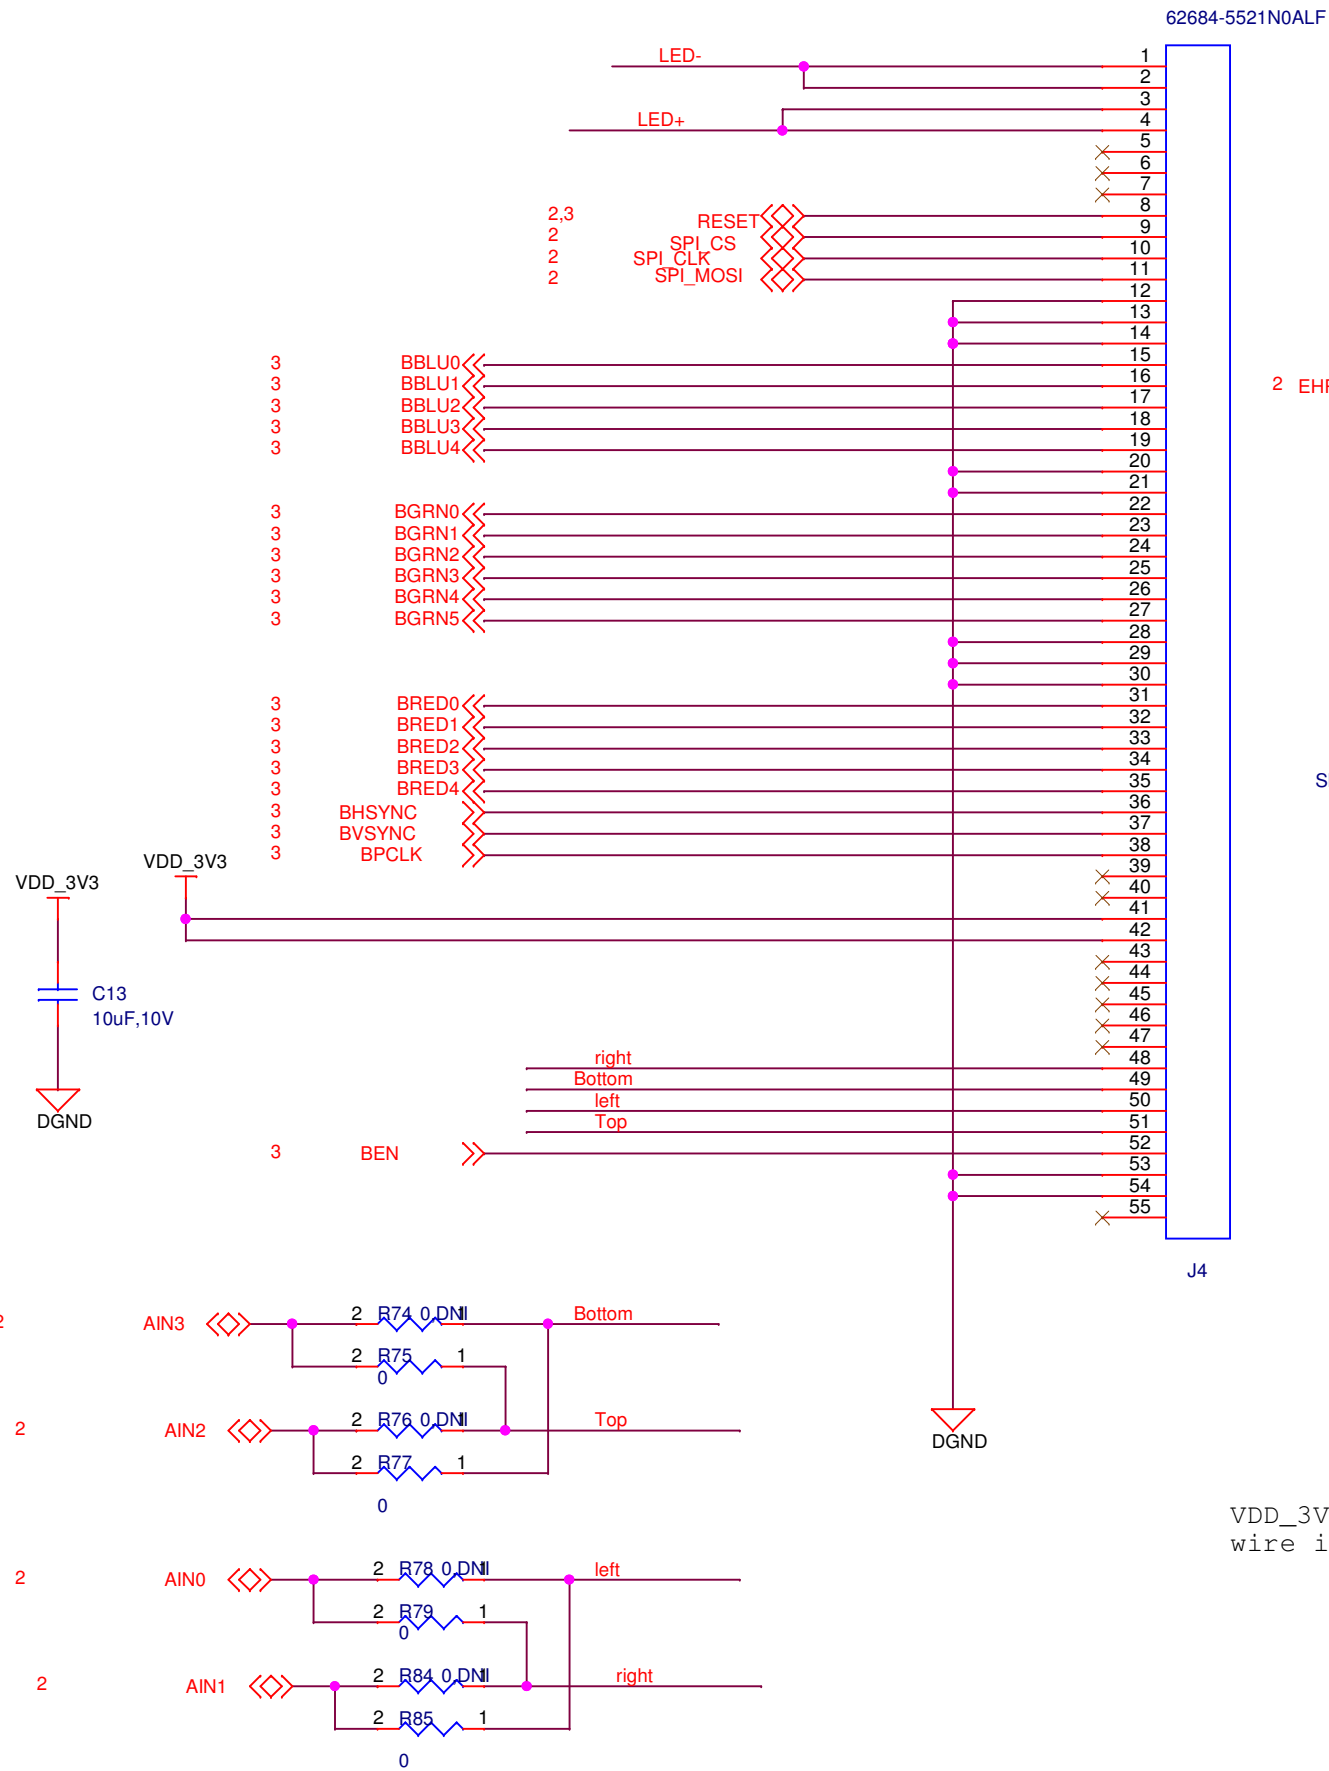 62684-5521N0ALF
LED- 1
2
3
LED+ 4
5
6
7
2,3 RESET 8
2 SPI_CS 9
2 SPI_CLK 10
2 SPI_MOSI 11
12
13
14
3 BBLU0 15
3 BBLU1 16
2 EHF
3 BBLU2 17
3 BBLU3 18
3 BBLU4 19
20
21
3 BGRN0 22
3 BGRN1 23
3 BGRN2 24
3 BGRN3 25
3 BGRN4 26
3 BGRN5 27
28
29
30
3 BRED0 31
3 BRED1 32
3 BRED2 33
3 BRED3 34
3 BRED4 35
S
3 BHSYNC 36
3 BVSYNC 37
3 BPCLK 38
VDD_3V3 39
VDD_3V3 40
41
42
43
44
C13 45
10uF,10V 46
47
right 48
Bottom 49
left 50
DGND Top 51
3 BEN 52
53
54
55
J4
2 AIN3 2 R74 0,DNI 1 Bottom
2 R75 1
0
2 AIN2 2 R76 0,DNI 1 Top
DGND
2 R77 1
0
VDD_3V
wire i
2 AIN0 2 R78 0,DNI 1 left
2 R79 1
0
2 AIN1 2 R84 0,DNI 1 right
2 R85 1
0